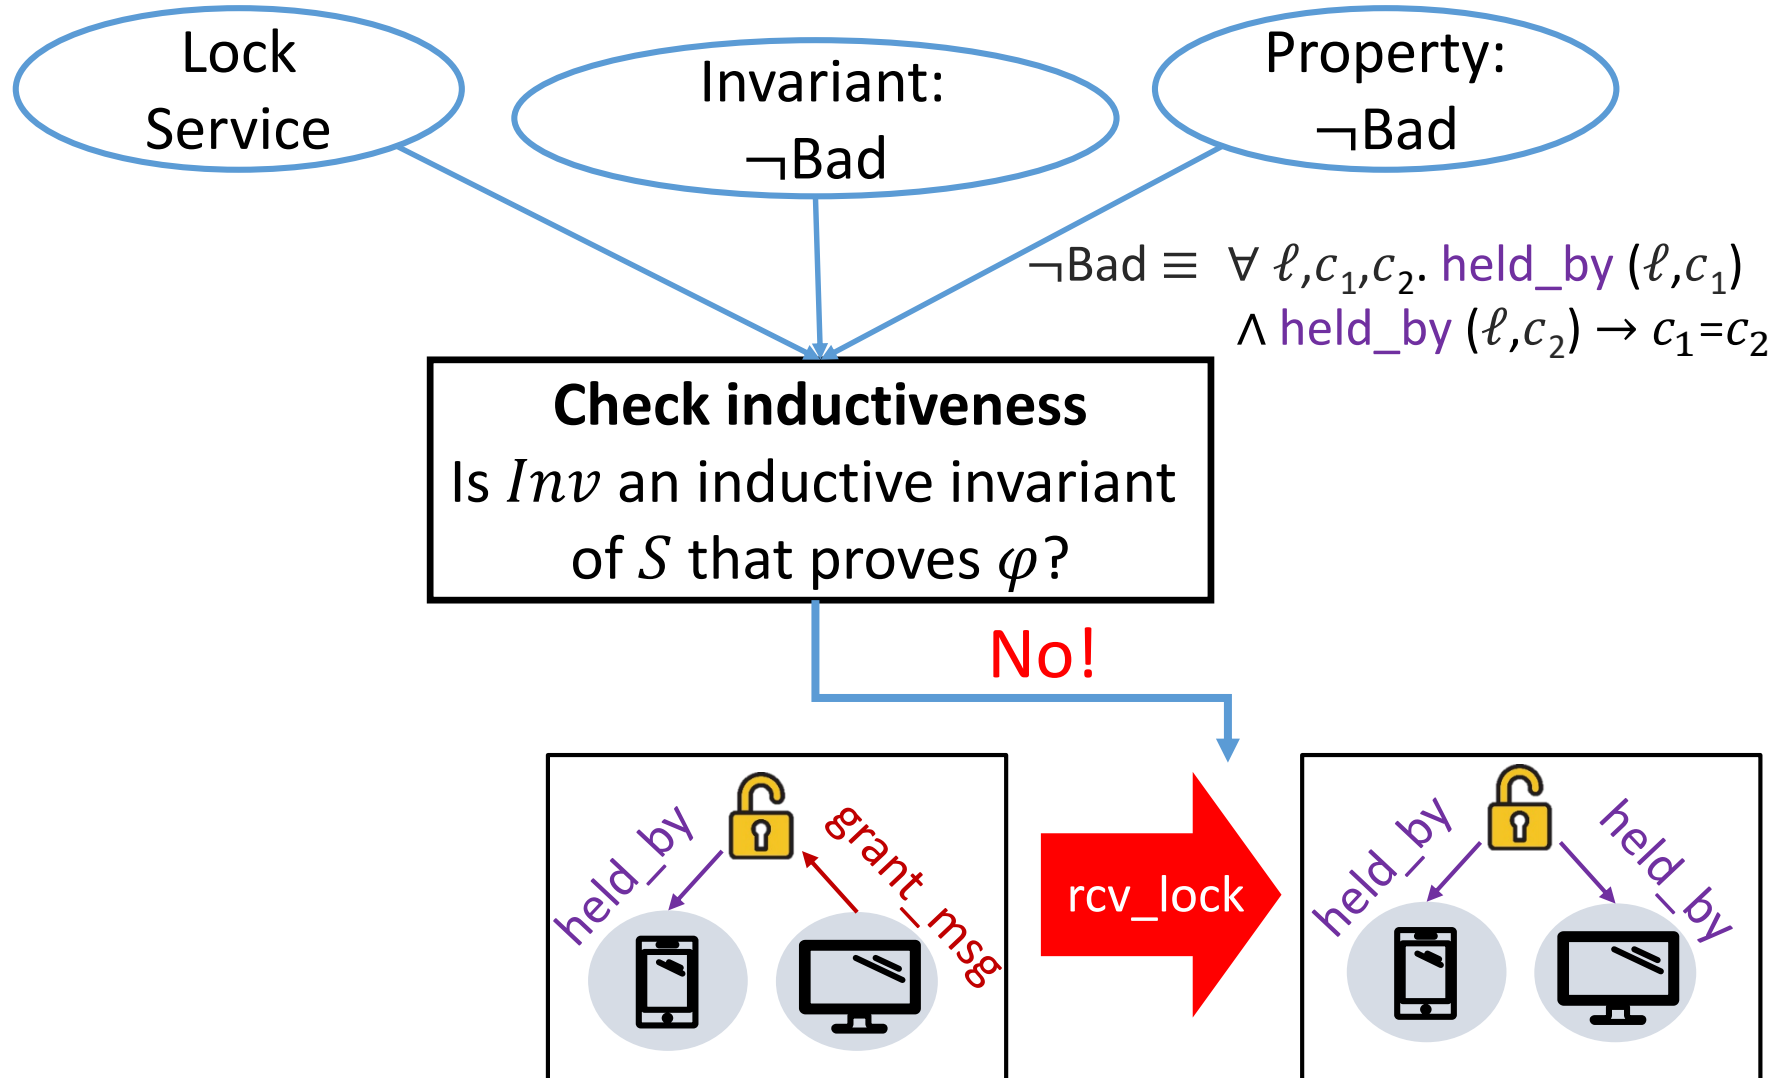 Lock
Service
Invariant:
¬Bad
Property:
¬Bad
¬Bad ≡ ∀ ℓ,c₁,c₂. held_by (ℓ,c₁)
∧ held_by (ℓ,c₂) → c₁=c₂
Check inductiveness
Is Inv an inductive invariant
of S that proves φ?
No!
held_by
grant_msg
rcv_lock
held_by
held_by